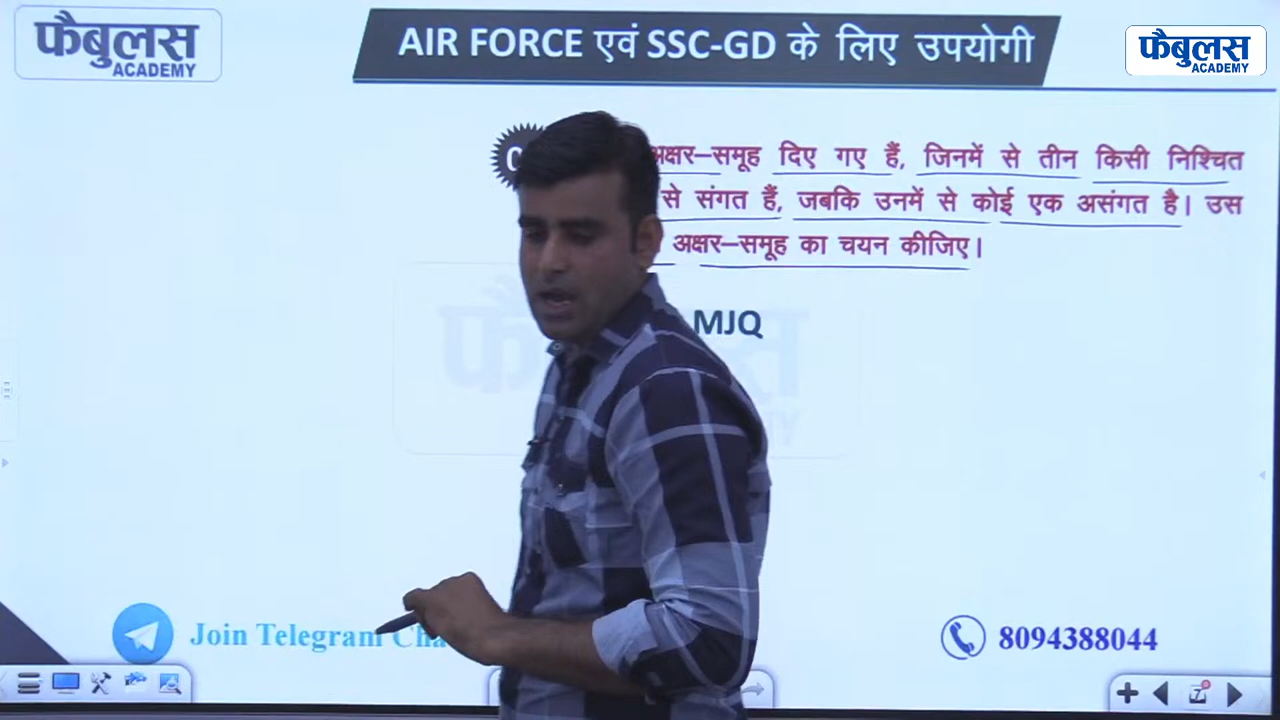 फैबुलस
ACADEMY
AIR FORCE एवं SSC-GD के लिए उपयोगी
फैबुलस
ACADEMY
अक्षर–समूह दिए गए हैं, जिनमें से तीन किसी निश्चित
से संगत हैं, जबकि उनमें से कोई एक असंगत है। उस
अक्षर–समूह का चयन कीजिए।
MJQ
Join Telegram
8094388044